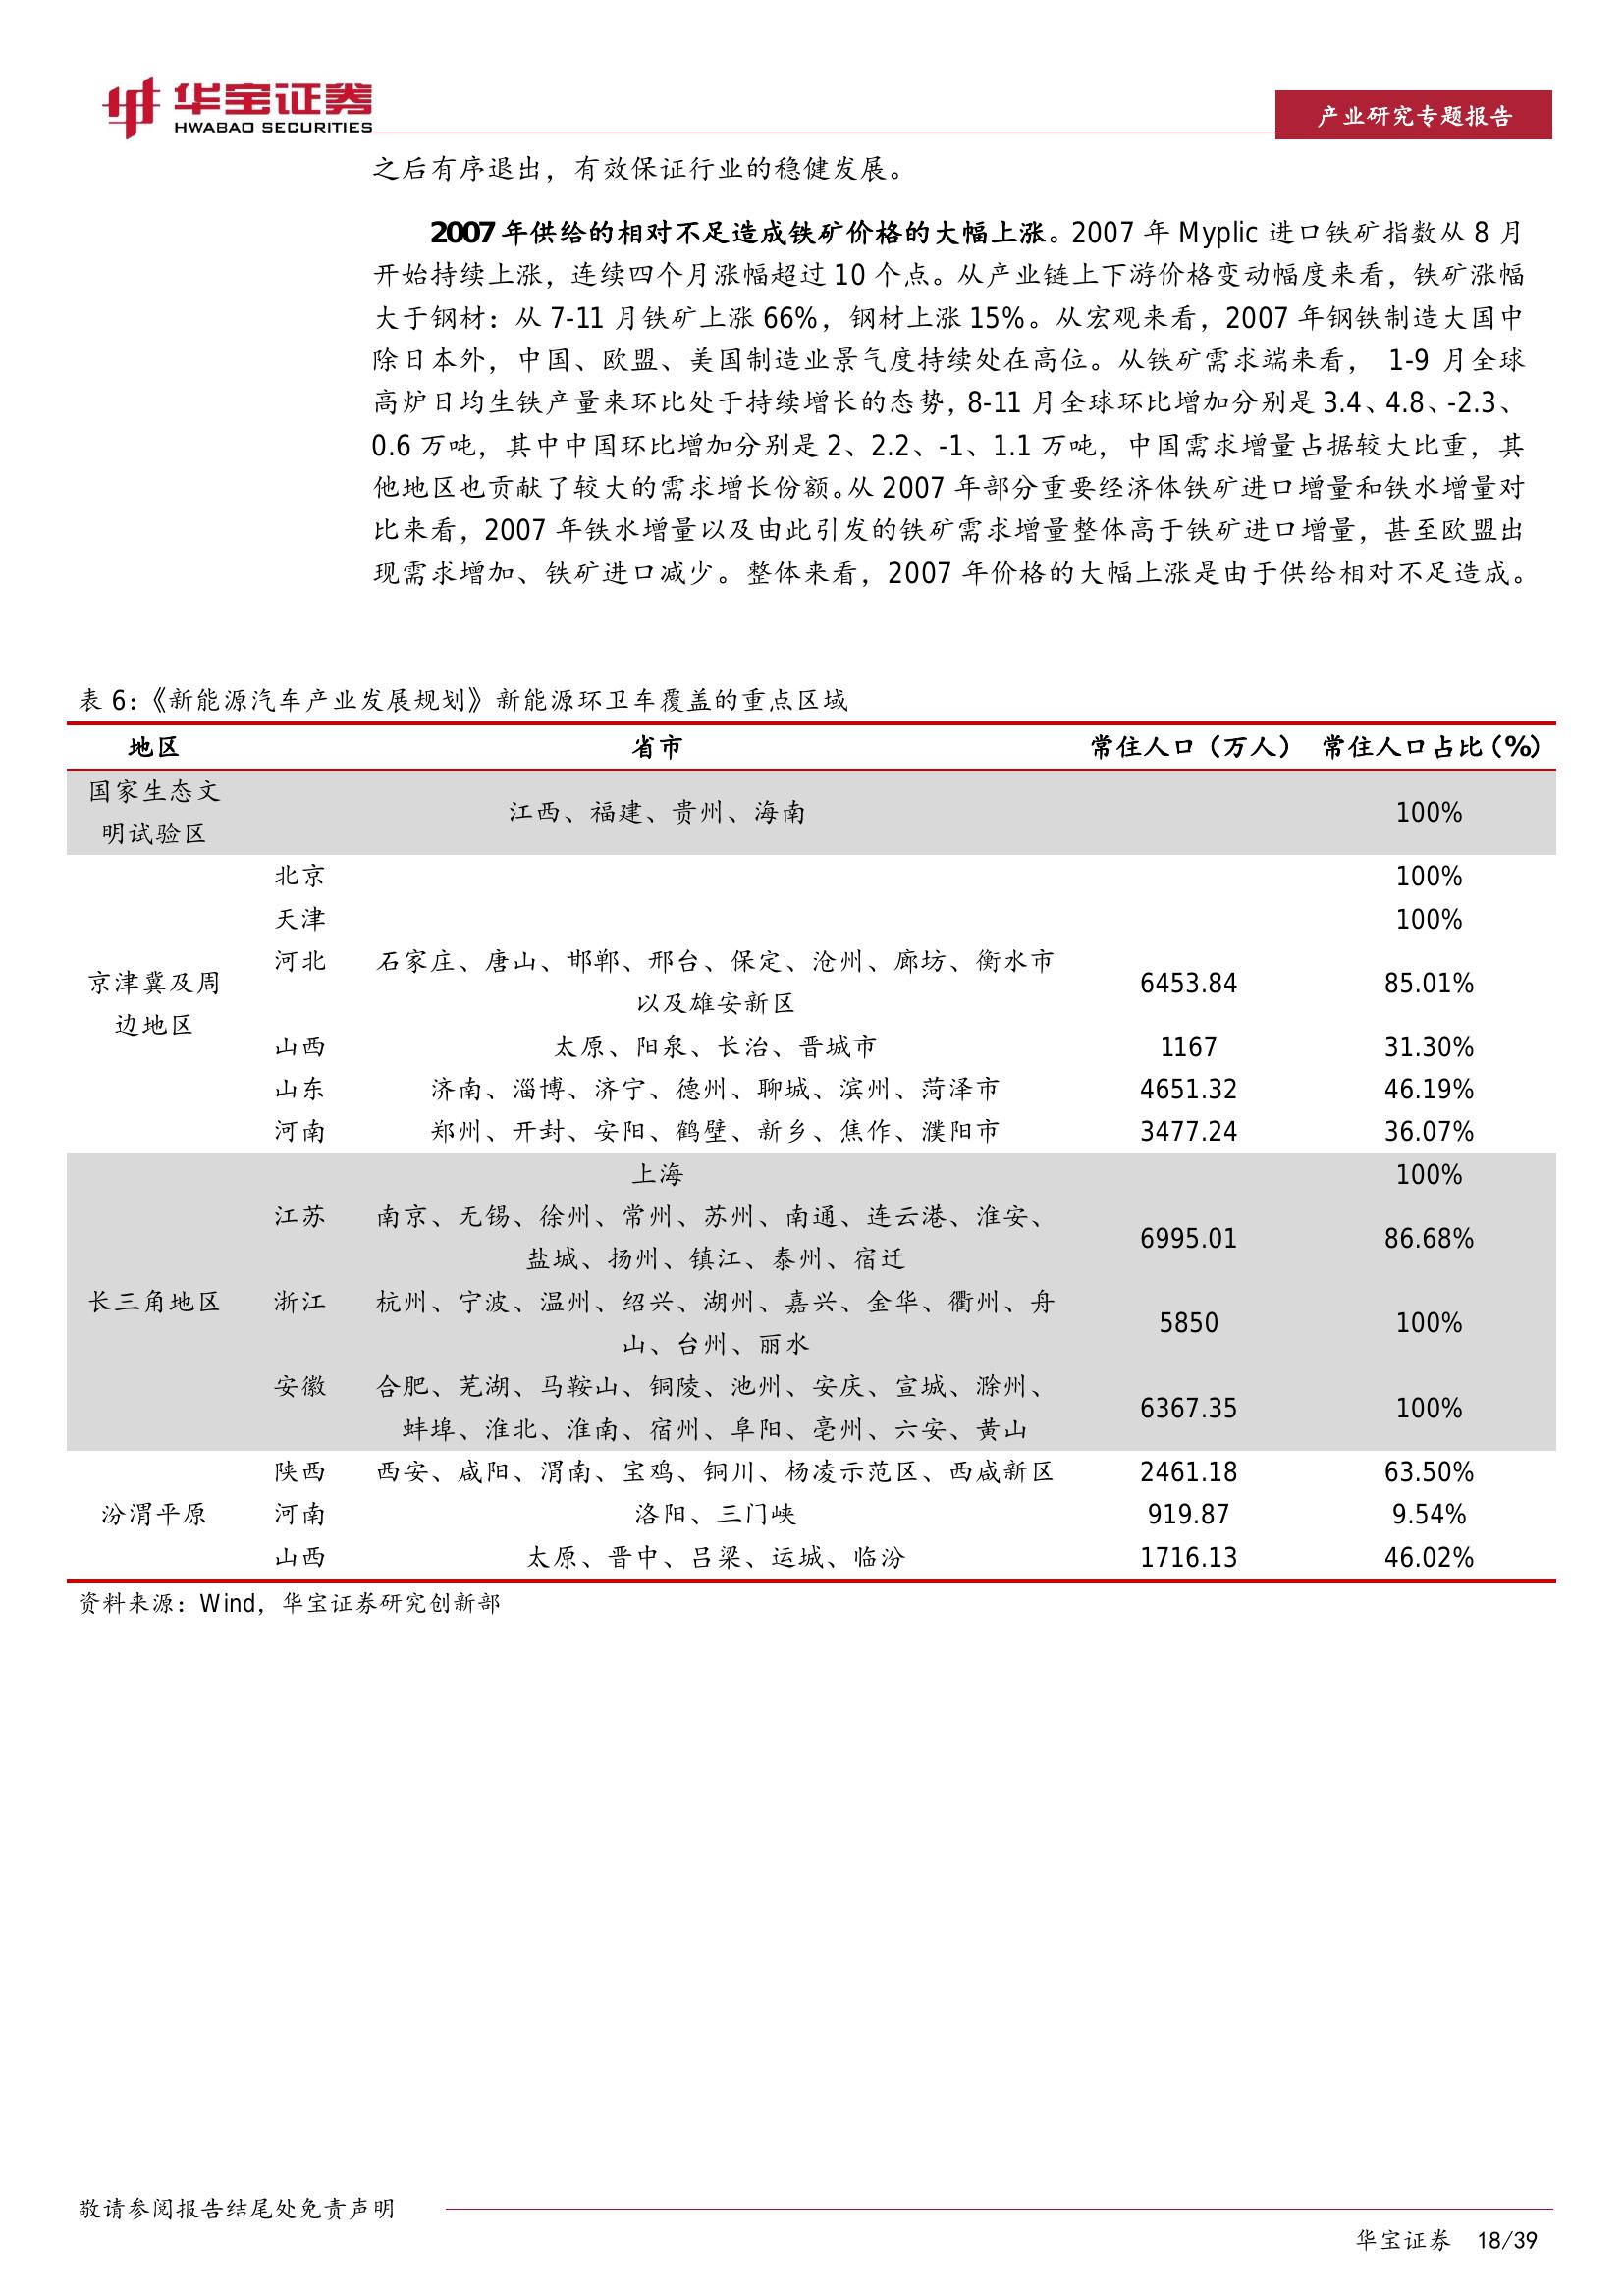 华宝证券
HWABAO SECURITIES
产业研究专题报告
之后有序退出，有效保证行业的稳健发展。
2007 年供给的相对不足造成铁矿价格的大幅上涨。2007 年 Myplic 进口铁矿指数从 8 月
开始持续上涨，连续四个月涨幅超过 10 个点。从产业链上下游价格变动幅度来看，铁矿涨幅
大于钢材：从 7-11 月铁矿上涨 66%，钢材上涨 15%。从宏观来看，2007 年钢铁制造大国中
除日本外，中国、欧盟、美国制造业景气度持续处在高位。从铁矿需求端来看， 1-9 月全球
高炉日均生铁产量来环比处于持续增长的态势，8-11 月全球环比增加分别是 3.4、4.8、-2.3、
0.6 万吨，其中中国环比增加分别是 2、2.2、-1、1.1 万吨，中国需求增量占据较大比重，其
他地区也贡献了较大的需求增长份额。从 2007 年部分重要经济体铁矿进口增量和铁水增量对
比来看，2007 年铁水增量以及由此引发的铁矿需求增量整体高于铁矿进口增量，甚至欧盟出
现需求增加、铁矿进口减少。整体来看，2007 年价格的大幅上涨是由于供给相对不足造成。
表 6：《新能源汽车产业发展规划》新能源环卫车覆盖的重点区域
地区 省市 常住人口（万人） 常住人口占比（%）
国家生态文
明试验区 江西、福建、贵州、海南 100%
北京 100%
天津 100%
京津冀及周
边地区
河北 石家庄、唐山、邯郸、邢台、保定、沧州、廊坊、衡水市
以及雄安新区 6453.84 85.01%
山西 太原、阳泉、长治、晋城市 1167 31.30%
山东 济南、淄博、济宁、德州、聊城、滨州、菏泽市 4651.32 46.19%
河南 郑州、开封、安阳、鹤壁、新乡、焦作、濮阳市 3477.24 36.07%
长三角地区
上海 100%
江苏 南京、无锡、徐州、常州、苏州、南通、连云港、淮安、
盐城、扬州、镇江、泰州、宿迁 6995.01 86.68%
浙江 杭州、宁波、温州、绍兴、湖州、嘉兴、金华、衢州、舟
山、台州、丽水 5850 100%
安徽 合肥、芜湖、马鞍山、铜陵、池州、安庆、宣城、滁州、
蚌埠、淮北、淮南、宿州、阜阳、亳州、六安、黄山 6367.35 100%
汾渭平原
陕西 西安、咸阳、渭南、宝鸡、铜川、杨凌示范区、西咸新区 2461.18 63.50%
河南 洛阳、三门峡 919.87 9.54%
山西 太原、晋中、吕梁、运城、临汾 1716.13 46.02%
资料来源：Wind，华宝证券研究创新部
敬请参阅报告结尾处免责声明
华宝证券 18/39